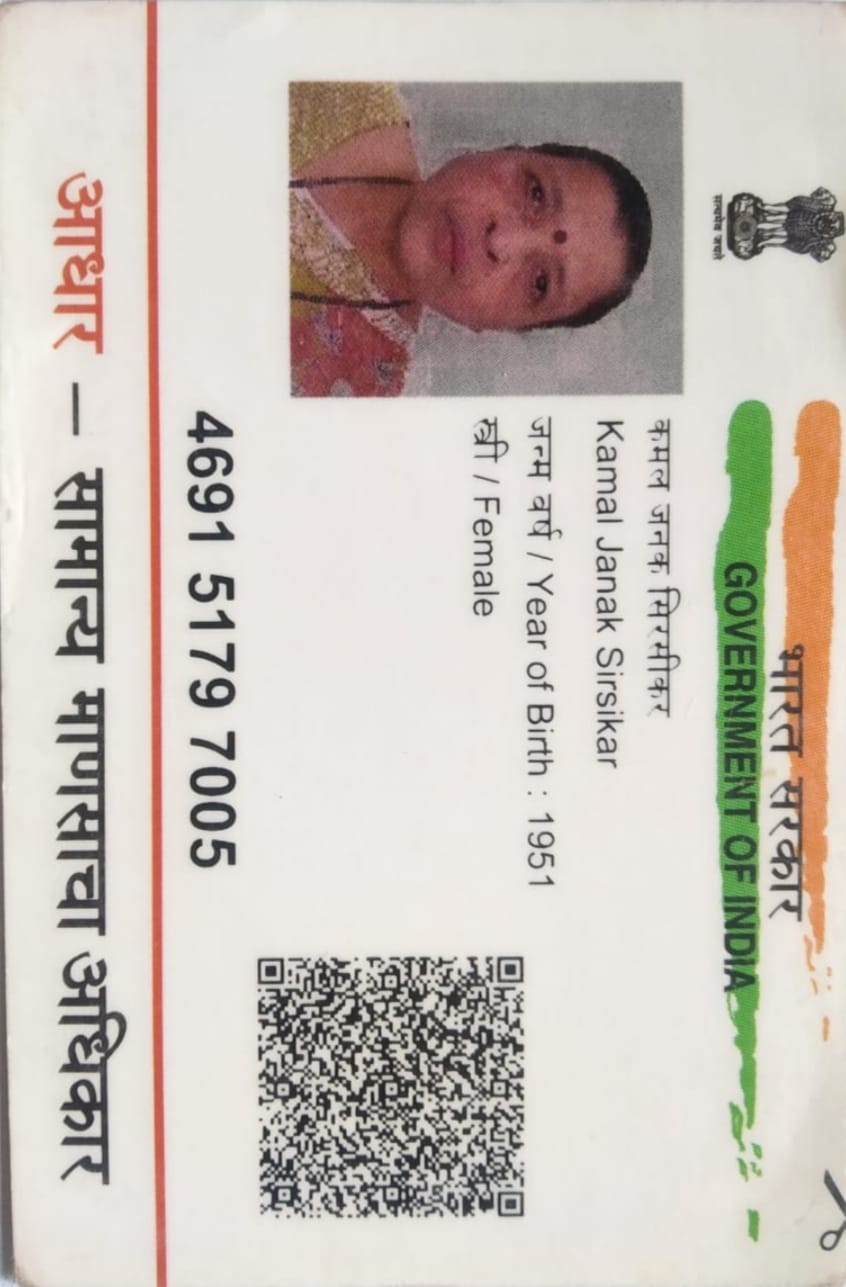 सत्यमेव जयते
भारत सरकार
GOVERNMENT OF INDIA
कमल जनक सिरसीकर
Kamal Janak Sirsikar
जन्म वर्ष / Year of Birth : 1951
स्त्री / Female
4691 5179 7005
आधार — सामान्य माणसाचा अधिकार